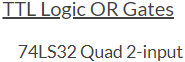 TTL Logic OR Gates
74LS32 Quad 2-input